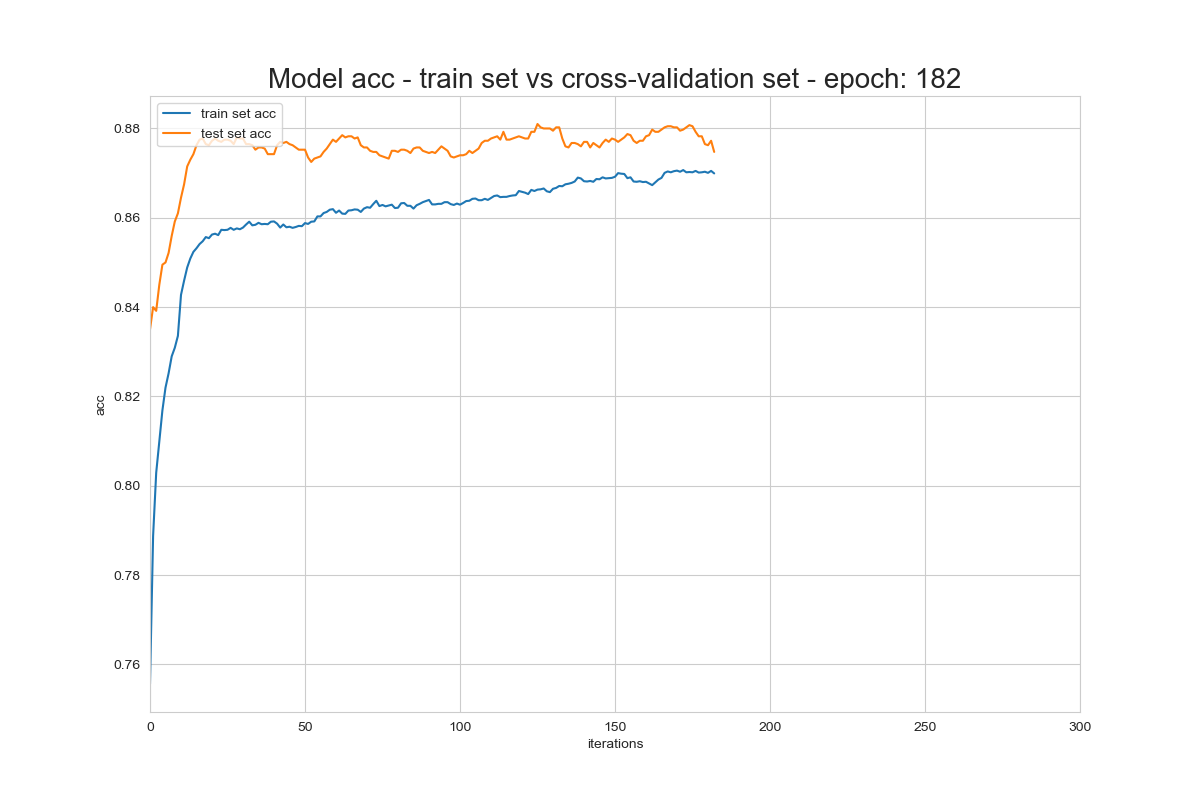 Model acc - train set vs cross-validation set - epoch: 182
train set acc
test set acc
0.88
0.86
0.84
0.82
0.80
0.78
0.76
acc
0 50 100 150 200 250 300
iterations